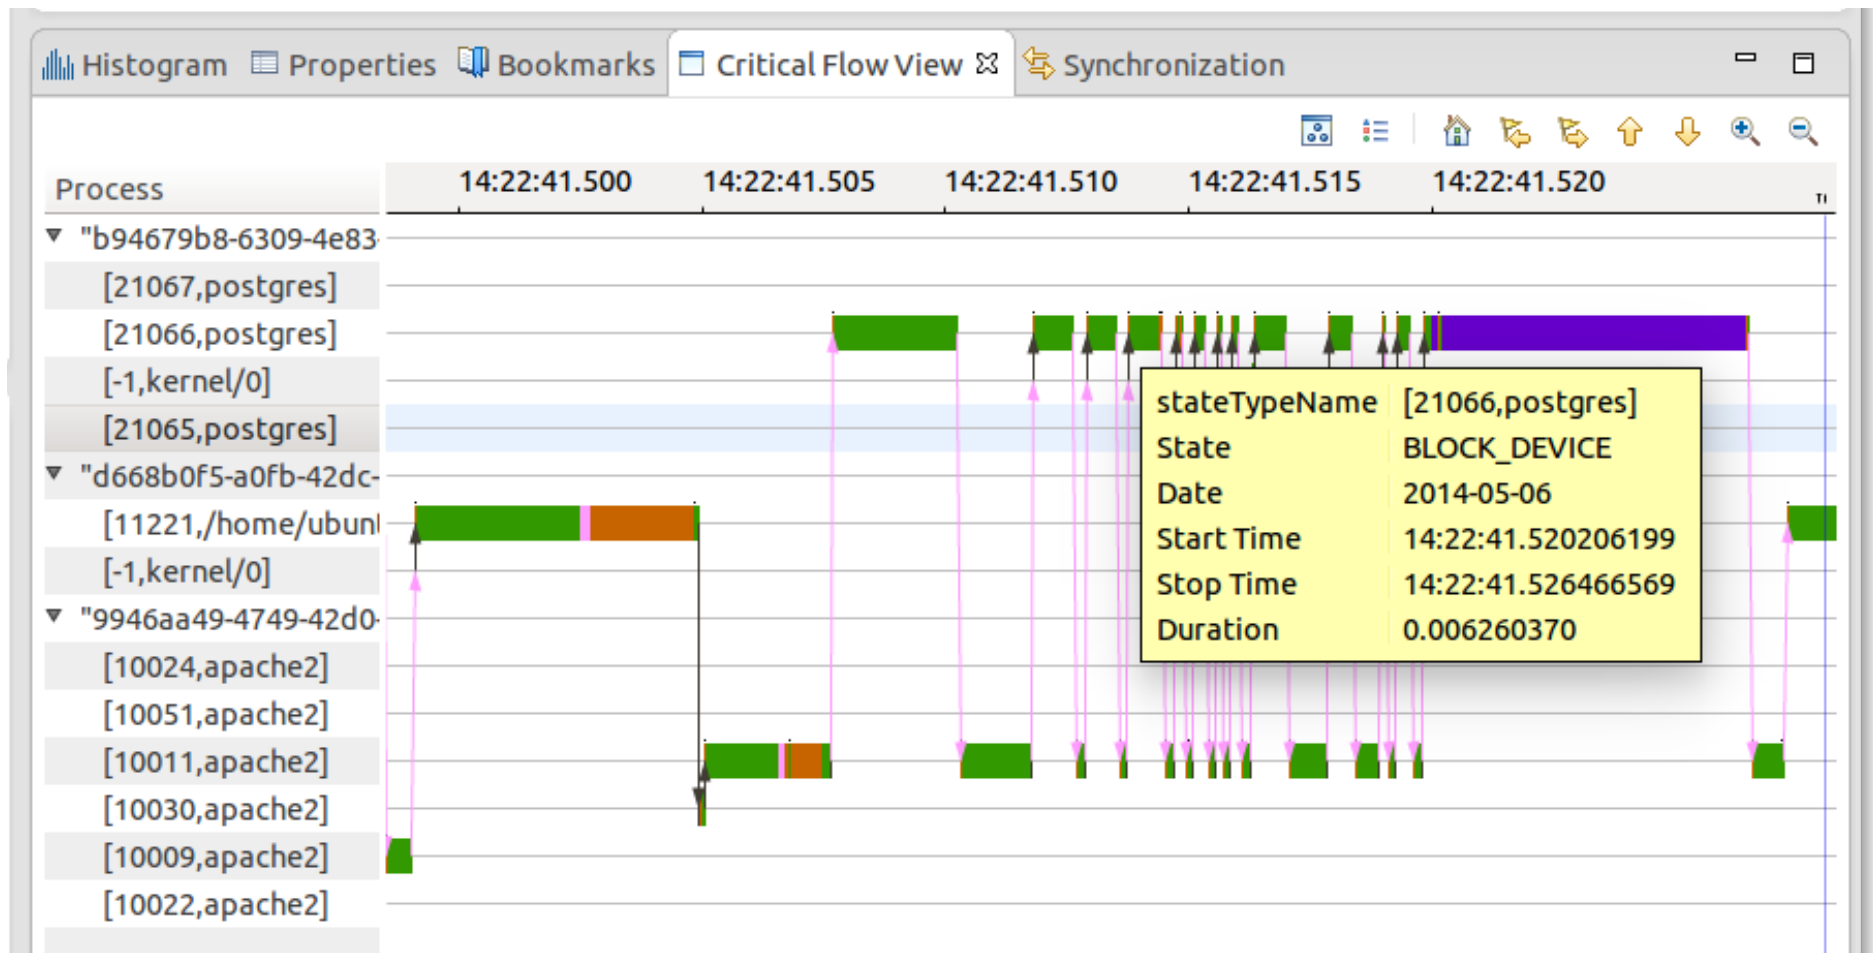 Histogram Properties Bookmarks Critical Flow View Synchronization
Process 14:22:41.500 14:22:41.505 14:22:41.510 14:22:41.515 14:22:41.520
"b94679b8-6309-4e83-
[21067,postgres]
[21066,postgres]
[-1,kernel/0]
[21065,postgres]
"d668b0f5-a0fb-42dc-
[11221,/home/ubunt
[-1,kernel/0]
"9946aa49-4749-42d0-
[10024,apache2]
[10051,apache2]
[10011,apache2]
[10030,apache2]
[10009,apache2]
[10022,apache2]
stateTypeName [21066,postgres]
State BLOCK_DEVICE
Date 2014-05-06
Start Time 14:22:41.520206199
Stop Time 14:22:41.526466569
Duration 0.006260370